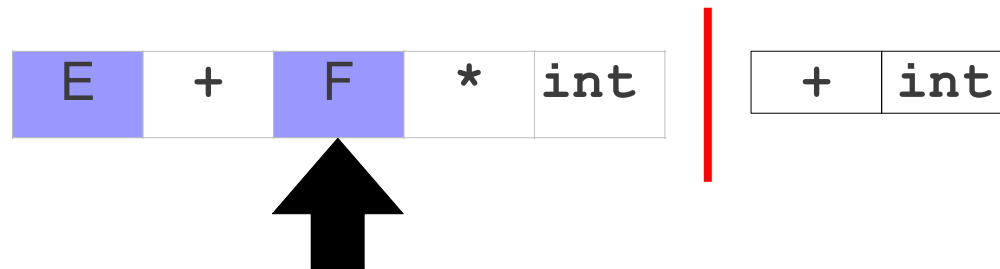 E + F * int + int